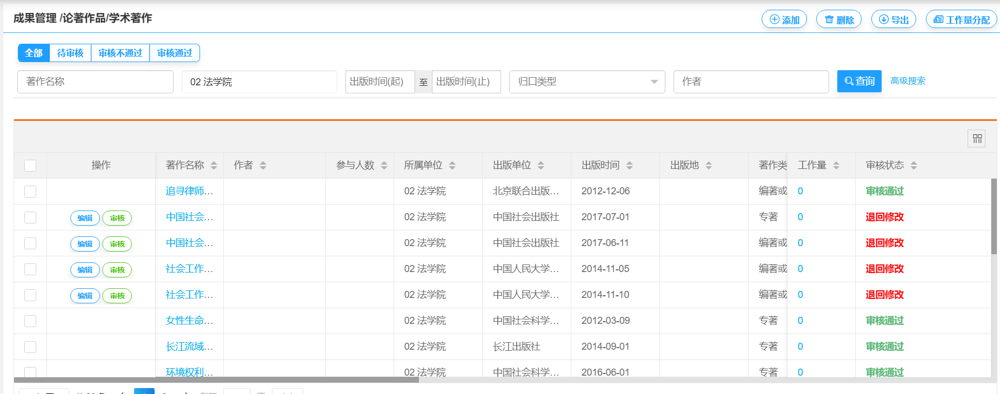 成果管理 /论著作品/学术著作 添加 删除 导出 工作量分配
全部 待审核 审核不通过 审核通过
著作名称 02 法学院 出版时间(起) 至 出版时间(止) 归口类型 作者 查询 高级搜索
操作 著作名称 作者 参与人数 所属单位 出版单位 出版时间 出版地 著作类 工作量 审核状态
追寻律师... 02 法学院 北京联合出版... 2012-12-06 编著或 0 审核通过
编辑 审核 中国社会... 02 法学院 中国社会出版社 2017-07-01 专著 0 退回修改
编辑 审核 中国社会... 02 法学院 中国社会出版社 2017-06-11 编著或 0 退回修改
编辑 审核 社会工作... 02 法学院 中国人民大学... 2014-11-05 编著或 0 退回修改
编辑 审核 社会工作... 02 法学院 中国人民大学... 2014-11-10 编著或 0 退回修改
女性生命... 02 法学院 中国社会科学... 2012-03-09 专著 0 审核通过
长江流域... 02 法学院 长江出版社 2014-09-01 专著 0 审核通过
环境权利... 02 法学院 中国社会科学... 2016-06-01 专著 0 审核通过